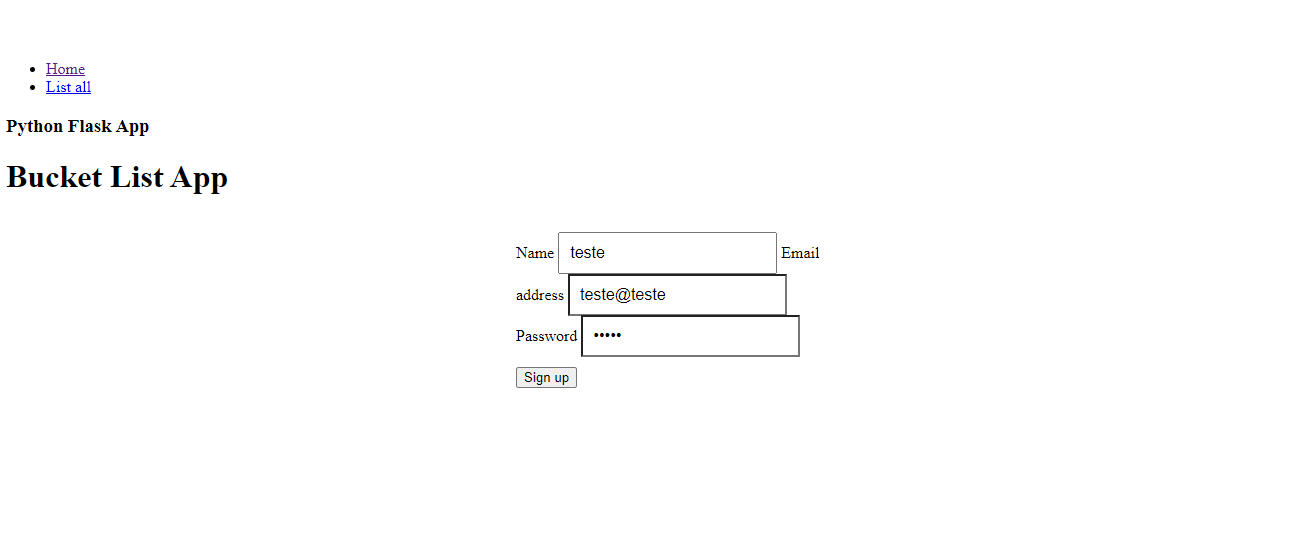 Home
List all
Python Flask App
Bucket List App
Name teste Email
address teste@teste
Password •••••
Sign up